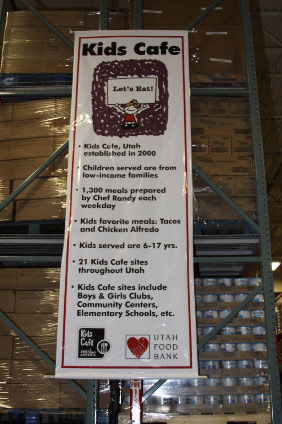 Kids Cafe
Let's Eat!
• Kids Cafe, Utah
established in 2000
Children served are from
low-income families
• 1,300 meals prepared
by Chef Randy each
weekday
• Kids favorite meals: Tacos
and Chicken Alfredo
• Kids served are 6-17 yrs.
• 21 Kids Cafe sites
throughout Utah
• Kids Cafe sites include
Boys & Girls Clubs,
Community Centers,
Elementary Schools, etc.
Kids
Café
UTAH
FOOD
BANK